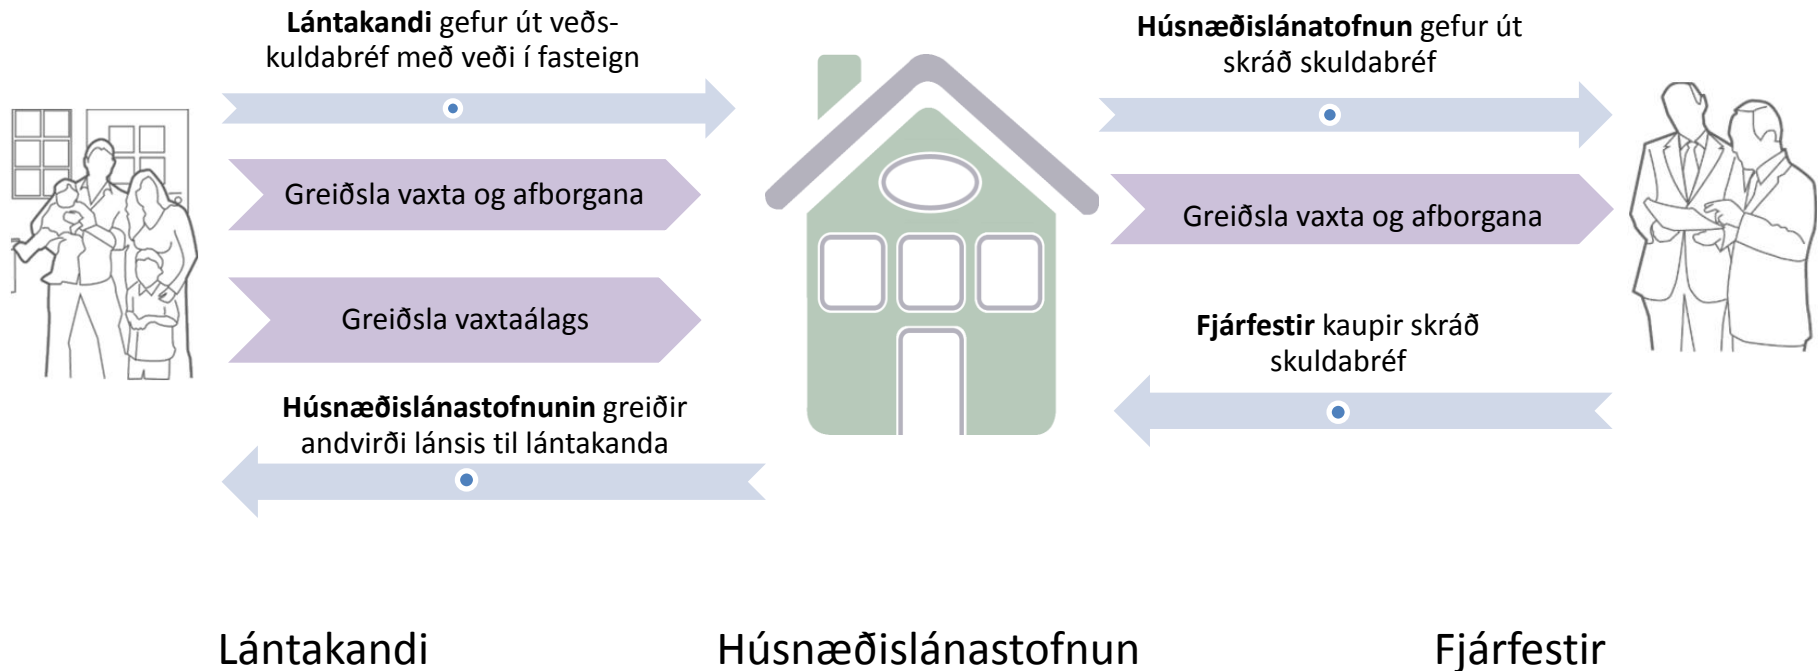 Lántakandi gefur út veðs-
kuldabréf með veði í fasteign
Greiðsla vaxta og afborgana
Greiðsla vaxtaálags
Húsnæðislánastofnunin greiðir
andvirði lánsis til lántakanda
Húsnæðislánatofnun gefur út
skráð skuldabréf
Greiðsla vaxta og afborgana
Fjárfestir kaupir skráð
skuldabréf
Lántakandi
Húsnæðislánastofnun
Fjárfestir